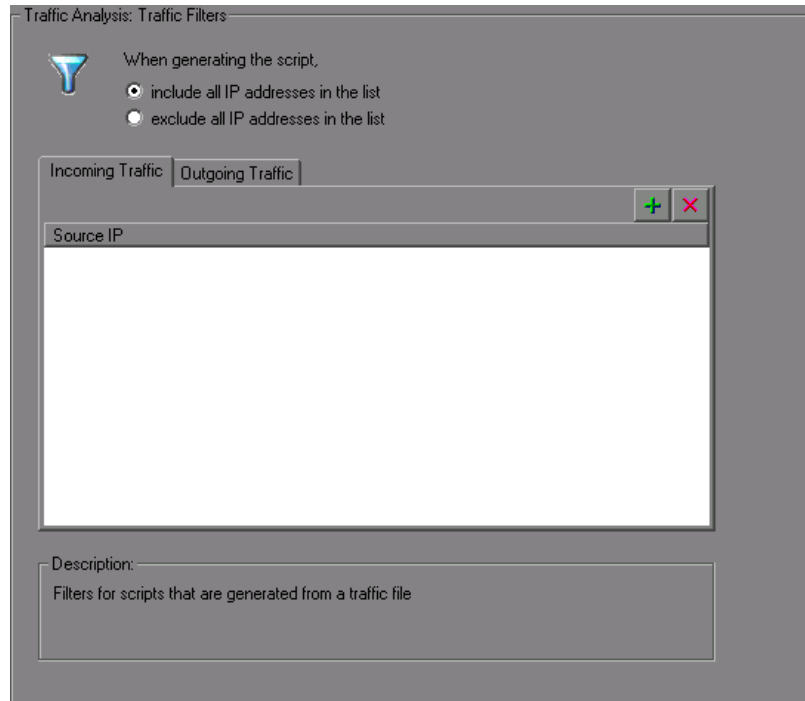 Traffic Analysis: Traffic Filters
When generating the script,
include all IP addresses in the list
exclude all IP addresses in the list
Incoming Traffic Outgoing Traffic
Source IP
Description:
Filters for scripts that are generated from a traffic file